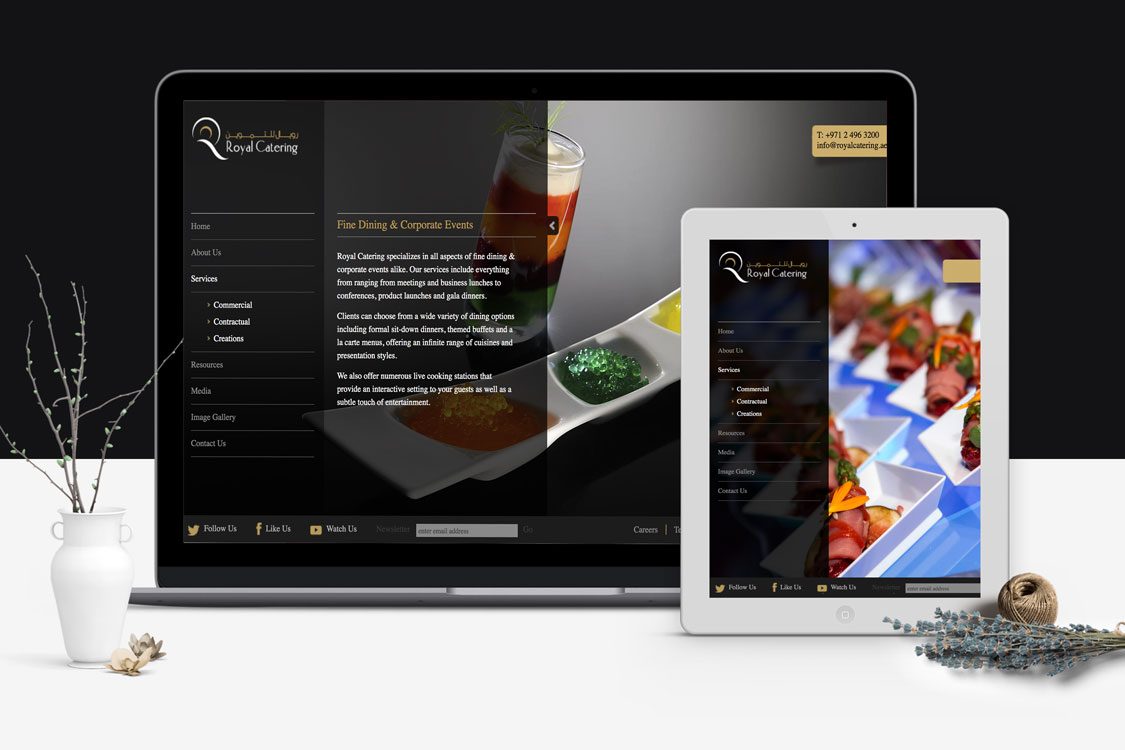 رويال للتموين
Royal Catering
T: +971 2 496 3200
info@royalcatering.ae
Home
About Us
Services
› Commercial
› Contractual
› Creations
Resources
Media
Image Gallery
Contact Us
Fine Dining & Corporate Events
Royal Catering specializes in all aspects of fine dining &
corporate events alike. Our services include everything
from ranging from meetings and business lunches to
conferences, product launches and gala dinners.
Clients can choose from a wide variety of dining options
including formal sit-down dinners, themed buffets and a
la carte menus, offering an infinite range of cuisines and
presentation styles.
We also offer numerous live cooking stations that
provide an interactive setting to your guests as well as a
subtle touch of entertainment.
Follow Us Like Us Watch Us Newsletter enter email address Go Careers | Te
رويال للتموين
Royal Catering
Home
About Us
Services
› Commercial
› Contractual
› Creations
Resources
Media
Image Gallery
Contact Us
Follow Us Like Us Watch Us Newsletter enter email address